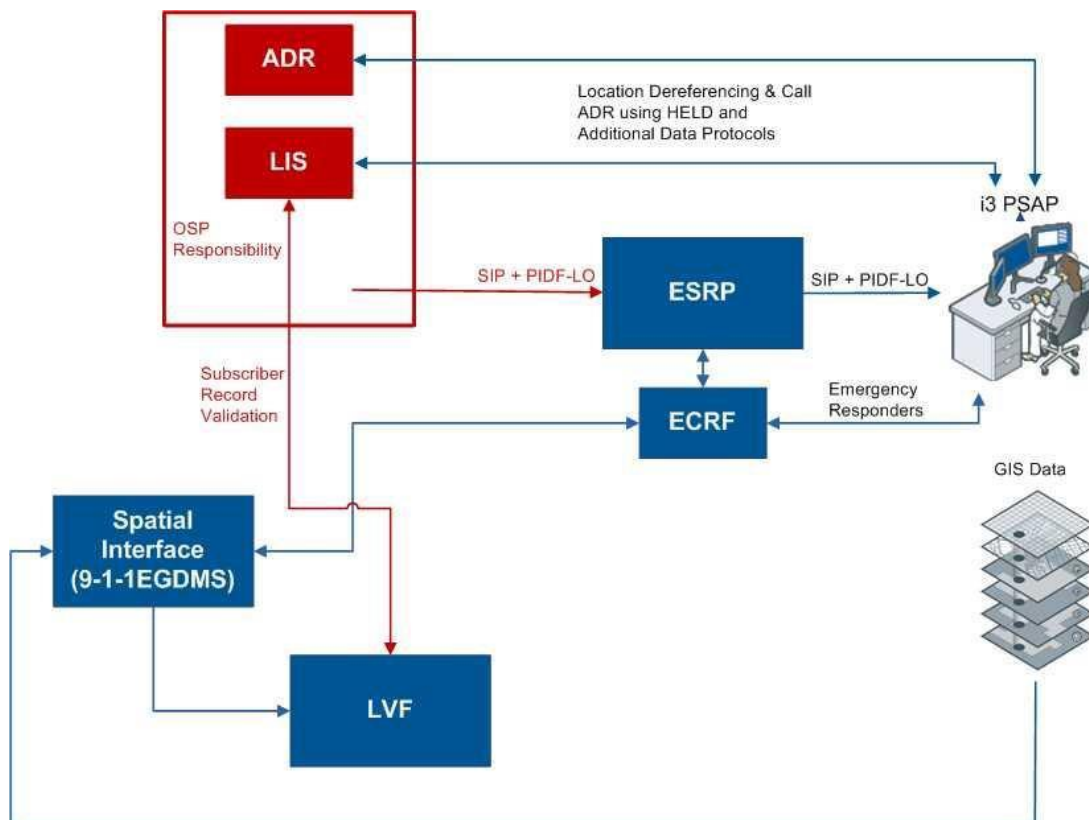 ADR
Location Dereferencing & Call
ADR using HELD and
Additional Data Protocols
LIS
i3 PSAP
OSP
Responsibility
SIP + PIDF-LO
ESRP
SIP + PIDF-LO
Subscriber
Record
Validation
ECRF
Emergency
Responders
GIS Data
Spatial
Interface
(9-1-1EGDMS)
LVF